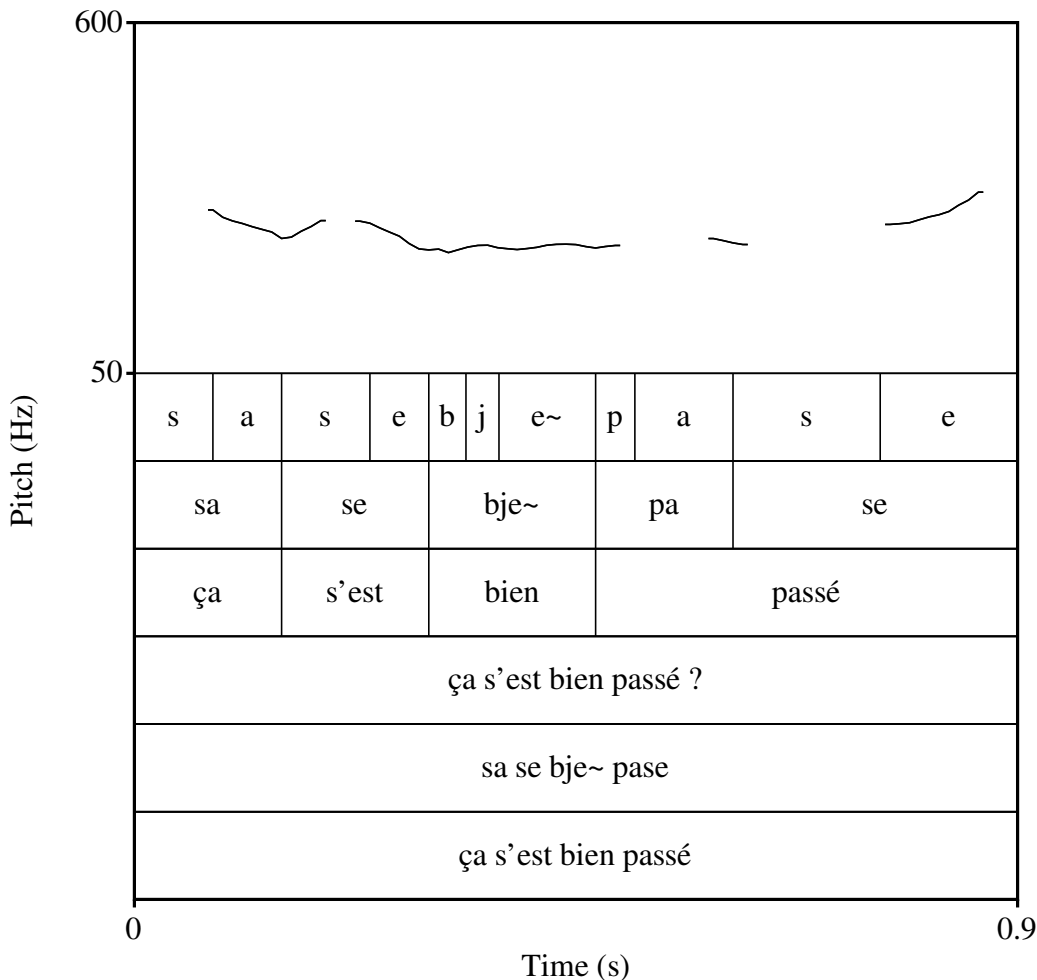 600
50
Pitch (Hz)
s a s e b j e~ p a s e
sa se bje~ pa se
ça s’est bien passé
ça s’est bien passé ?
sa se bje~ pase
ça s’est bien passé
0 0.9
Time (s)